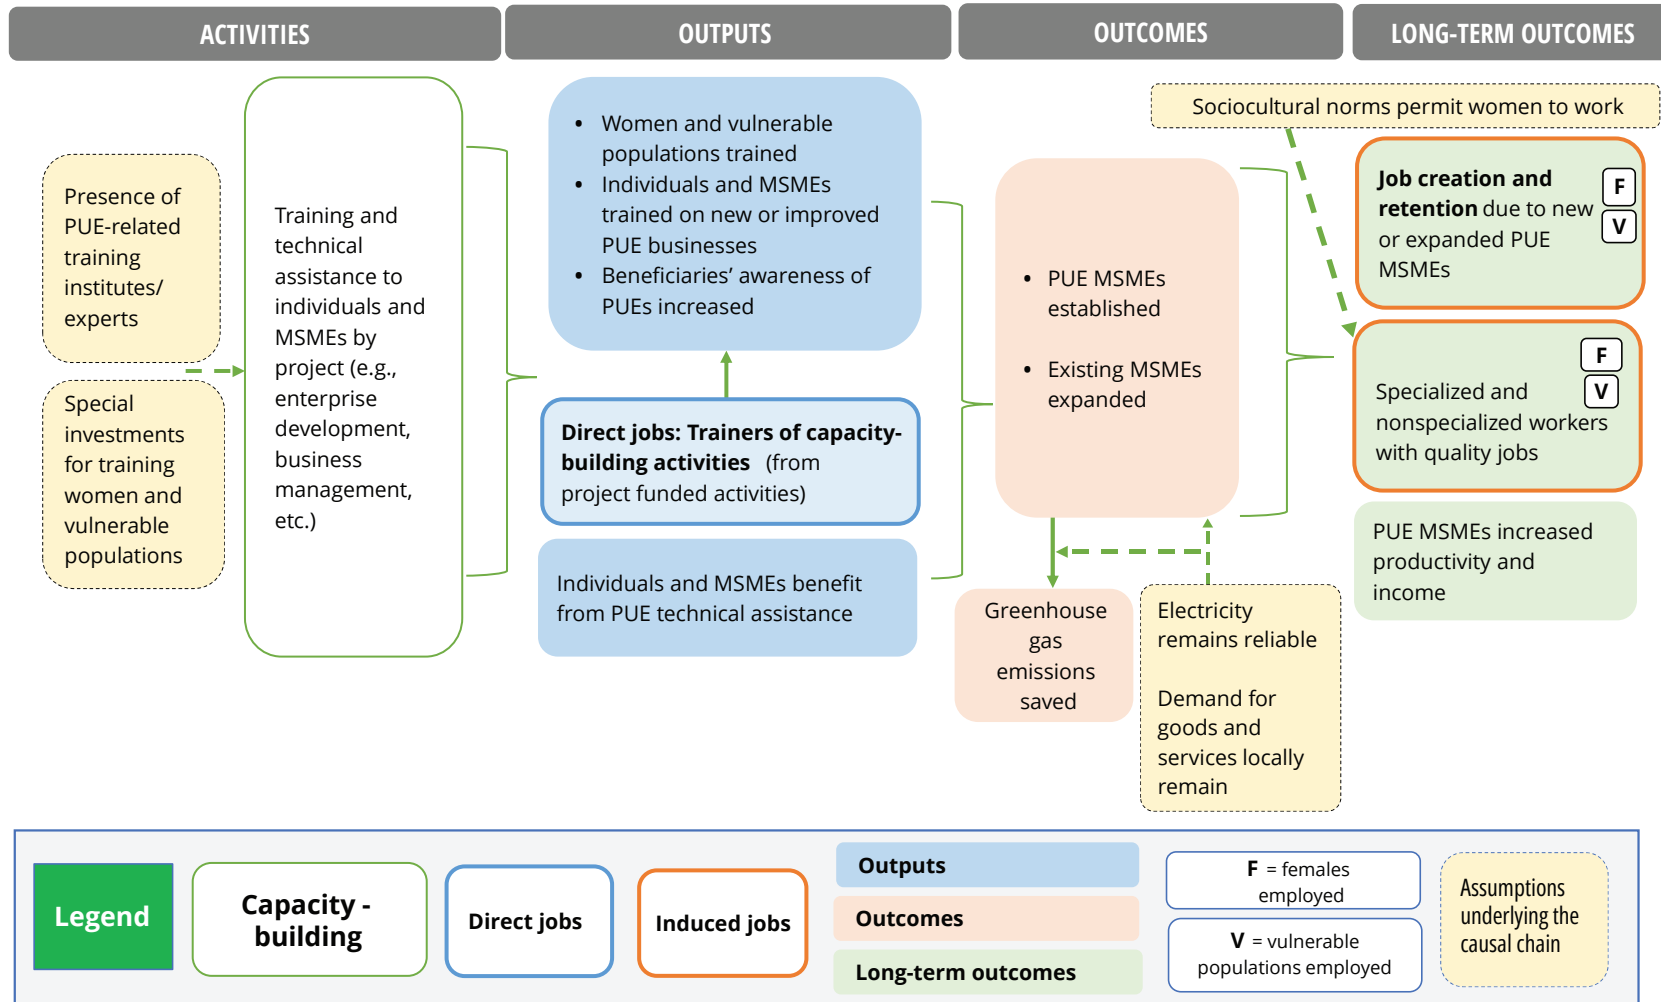 ACTIVITIES
OUTPUTS
OUTCOMES
LONG-TERM OUTCOMES
Presence of
PUE-related
training
institutes/
experts
Special
investments
for training
women and
vulnerable
populations
Training and
technical
assistance to
individuals and
MSMEs by
project (e.g.,
enterprise
development,
business
management,
etc.)
• Women and vulnerable
populations trained
• Individuals and MSMEs
trained on new or improved
PUE businesses
• Beneficiaries’ awareness of
PUEs increased
Direct jobs: Trainers of capacity-
building activities (from
project funded activities)
Individuals and MSMEs benefit
from PUE technical assistance
• PUE MSMEs
established
• Existing MSMEs
expanded
Greenhouse
gas
emissions
saved
Electricity
remains reliable
Demand for
goods and
services locally
remain
Sociocultural norms permit women to work
Job creation and
retention due to new
or expanded PUE
MSMEs
F
V
F
V
Specialized and
nonspecialized workers
with quality jobs
PUE MSMEs increased
productivity and
income
Legend
Capacity -
building
Direct jobs
Induced jobs
Outputs
Outcomes
Long-term outcomes
F = females
employed
V = vulnerable
populations employed
Assumptions
underlying the
causal chain